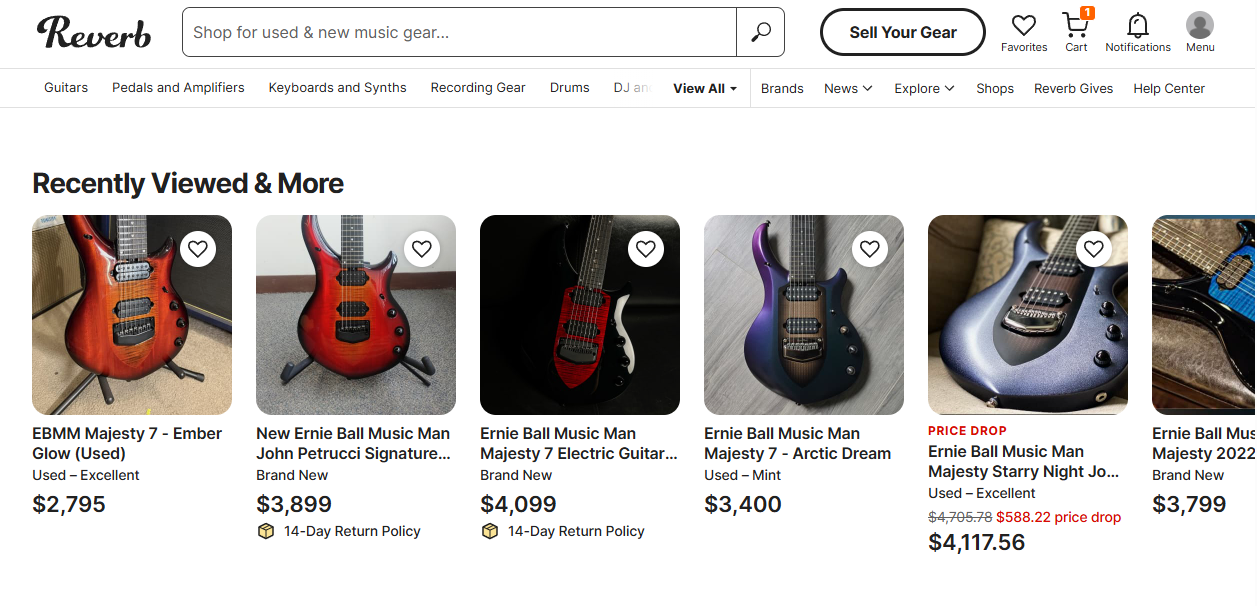 Reverb
Shop for used & new music gear...
Sell Your Gear
Favorites
1
Cart
Notifications
Menu
Guitars
Pedals and Amplifiers
Keyboards and Synths
Recording Gear
Drums
DJ an
View All
Brands
News
Explore
Shops
Reverb Gives
Help Center
Recently Viewed & More
EBMM Majesty 7 - Ember
Glow (Used)
Used – Excellent
$2,795
New Ernie Ball Music Man
John Petrucci Signature...
Brand New
$3,899
14-Day Return Policy
Ernie Ball Music Man
Majesty 7 Electric Guitar...
Brand New
$4,099
14-Day Return Policy
Ernie Ball Music Man
Majesty 7 - Arctic Dream
Used – Mint
$3,400
PRICE DROP
Ernie Ball Music Man
Majesty Starry Night Jo...
Used – Excellent
$4,705.78 $588.22 price drop
$4,117.56
Ernie Ball Mus
Majesty 2022
Brand New
$3,799